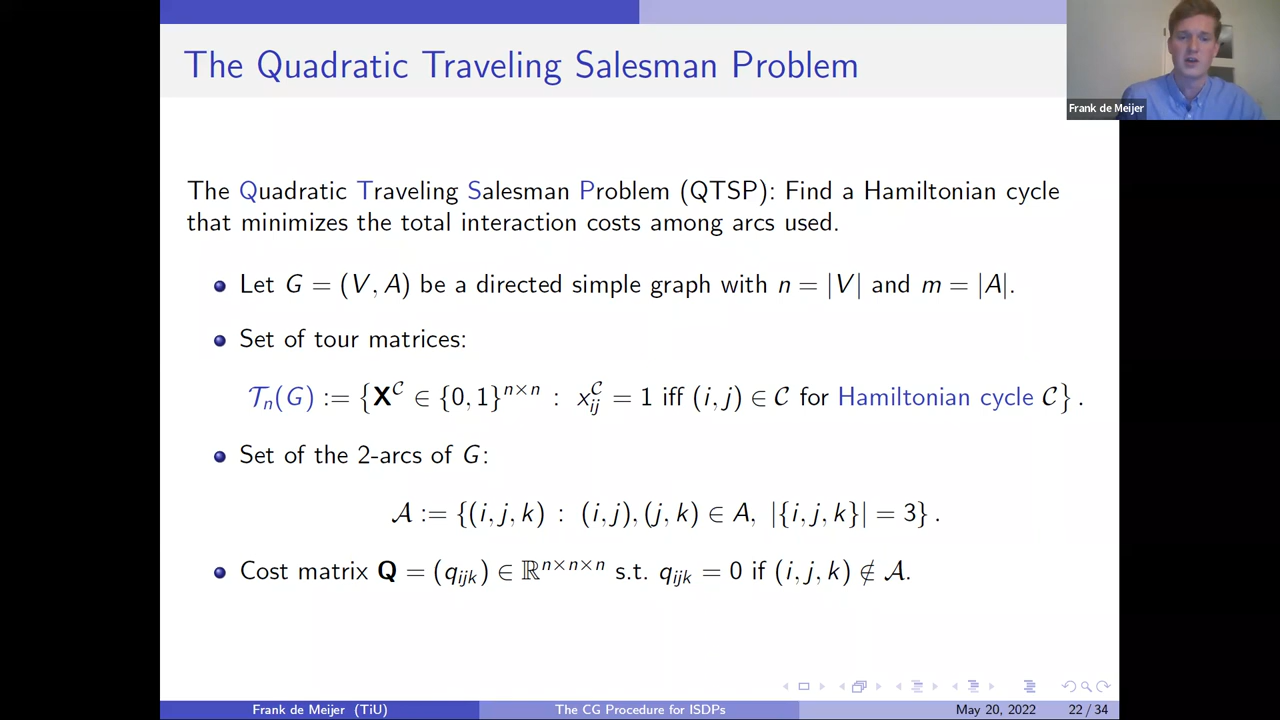 The Quadratic Traveling Salesman Problem
Frank de Meijer
The Quadratic Traveling Salesman Problem (QTSP): Find a Hamiltonian cycle
that minimizes the total interaction costs among arcs used.
Let G = (V, A) be a directed simple graph with n = |V| and m = |A|.
Set of tour matrices:
𝒯ₙ(G) := {X^𝒞 ∈ {0, 1}^{n×n} : x_{ij}^𝒞 = 1 iff (i, j) ∈ 𝒞 for Hamiltonian cycle 𝒞} .
Set of the 2-arcs of G:
𝒜 := {(i, j, k) : (i, j), (j, k) ∈ A, |{i, j, k}| = 3} .
Cost matrix Q = (q_{ijk}) ∈ ℝ^{n×n×n} s.t. q_{ijk} = 0 if (i, j, k) ∉ 𝒜.
Frank de Meijer (TiU)
The CG Procedure for ISDPs
May 20, 2022
22 / 34